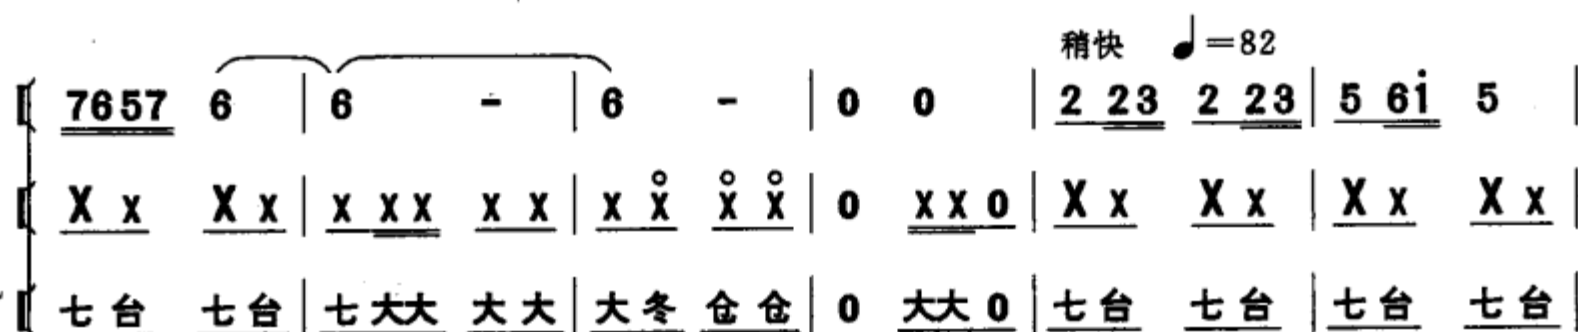 稍快 ♩=82
7657 6 | 6 - | 6 - | 0 0 | 2 23 2 23 | 5 6i 5 |
X x X x | x x x x x | x x x x | 0 x x 0 | X x X x | X x X x |
七 台 七 台 | 七 大大 大 大 | 大 冬 仓 仓 | 0 大大 0 | 七 台 七 台 | 七 台 七 台 |